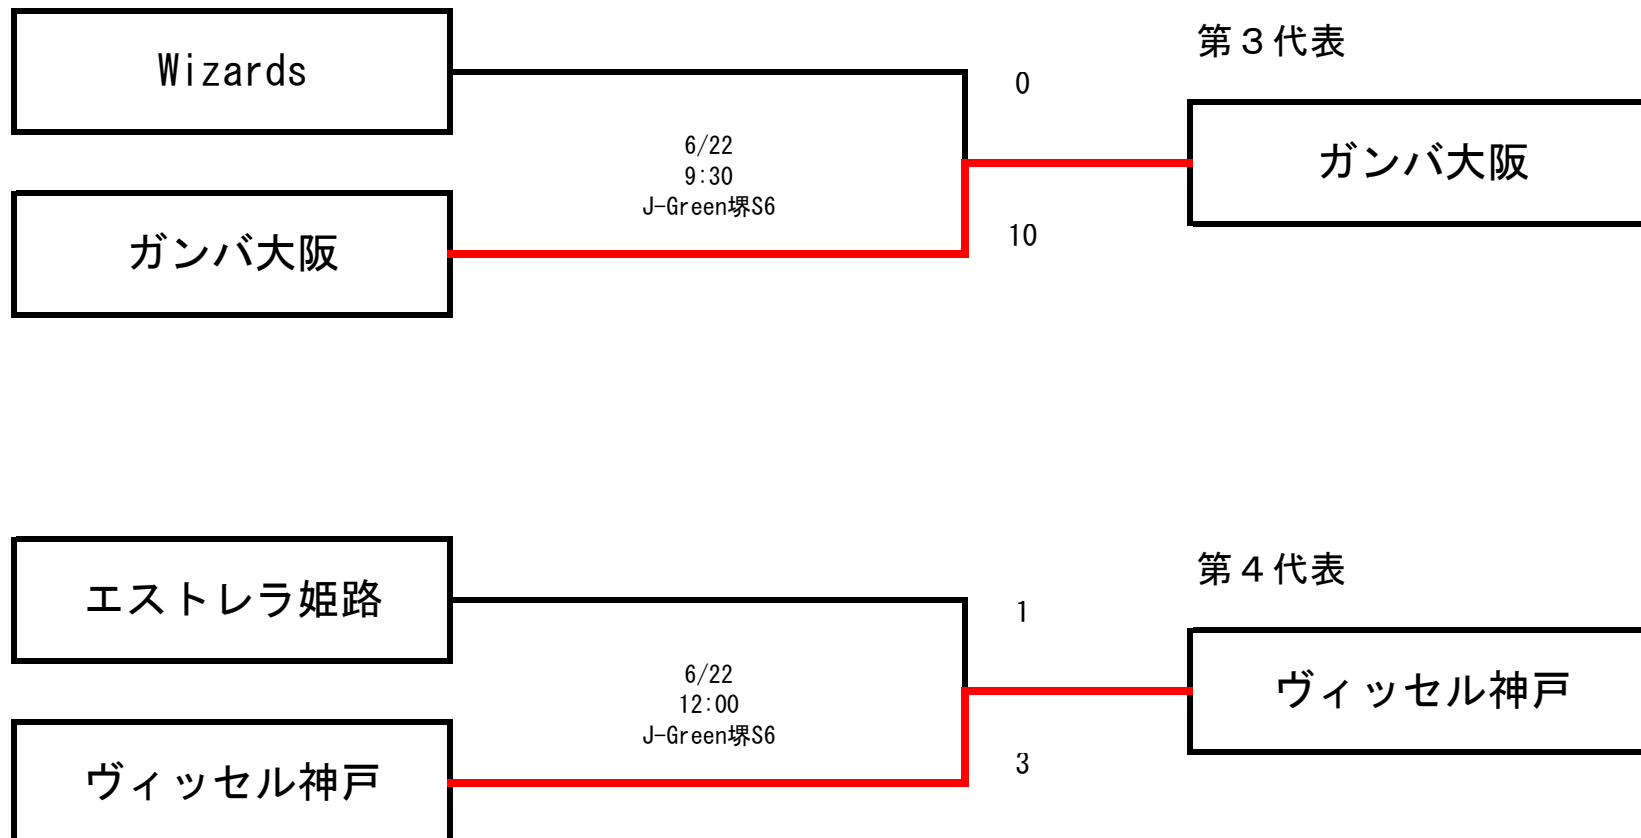 Wizards
第３代表
0
6/22
9:30
J-Green堺S6
ガンバ大阪
ガンバ大阪
10
エストレラ姫路
第４代表
1
6/22
12:00
J-Green堺S6
ヴィッセル神戸
ヴィッセル神戸
3